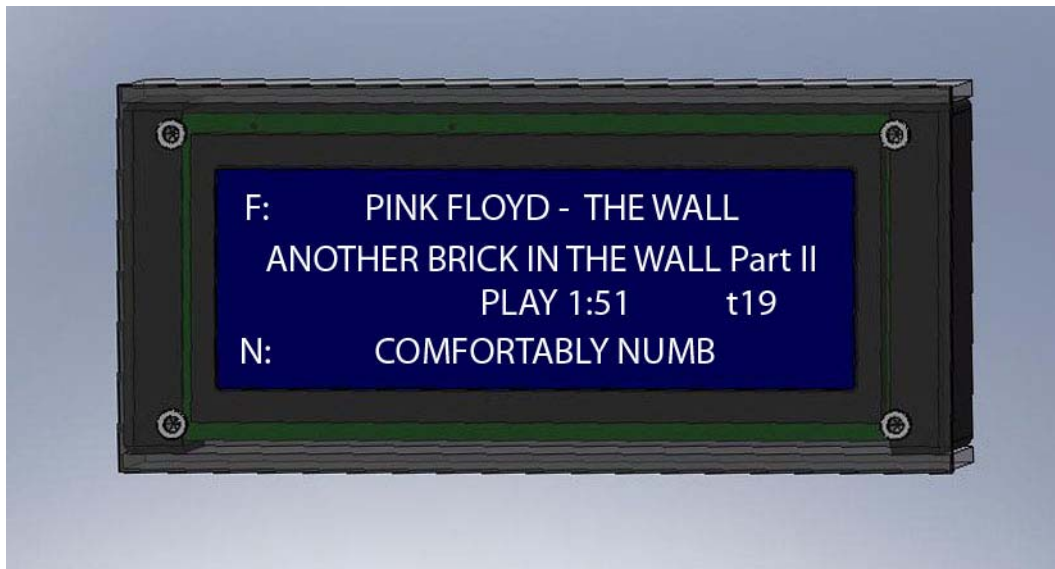 F: PINK FLOYD - THE WALL
ANOTHER BRICK IN THE WALL Part II
PLAY 1:51 t19
N: COMFORTABLY NUMB